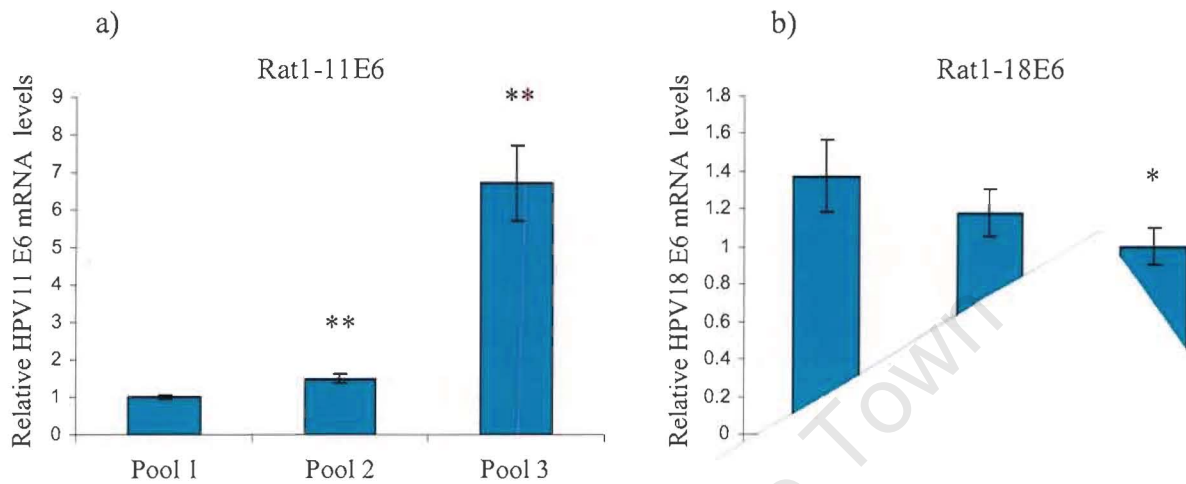 a)
Rat1-11E6
Relative HPV11 E6 mRNA levels
9
8
7
6
5
4
3
2
1
0
**
**
Pool 1
Pool 2
Pool 3
b)
Rat1-18E6
Relative HPV18 E6 mRNA levels
1.8
1.6
1.4
1.2
1
0.8
0.6
0.4
0.2
0
*
Town